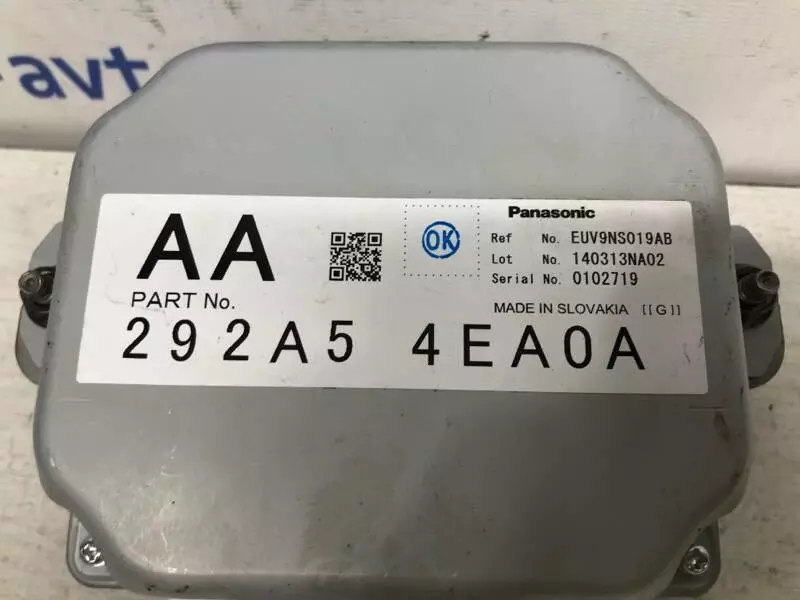 avt
AA
OK
Panasonic
Ref No. EUV9NS019AB
Lot No. 140313NA02
Serial No. 0102719
PART No.
MADE IN SLOVAKIA [[G]]
292A5 4EA0A